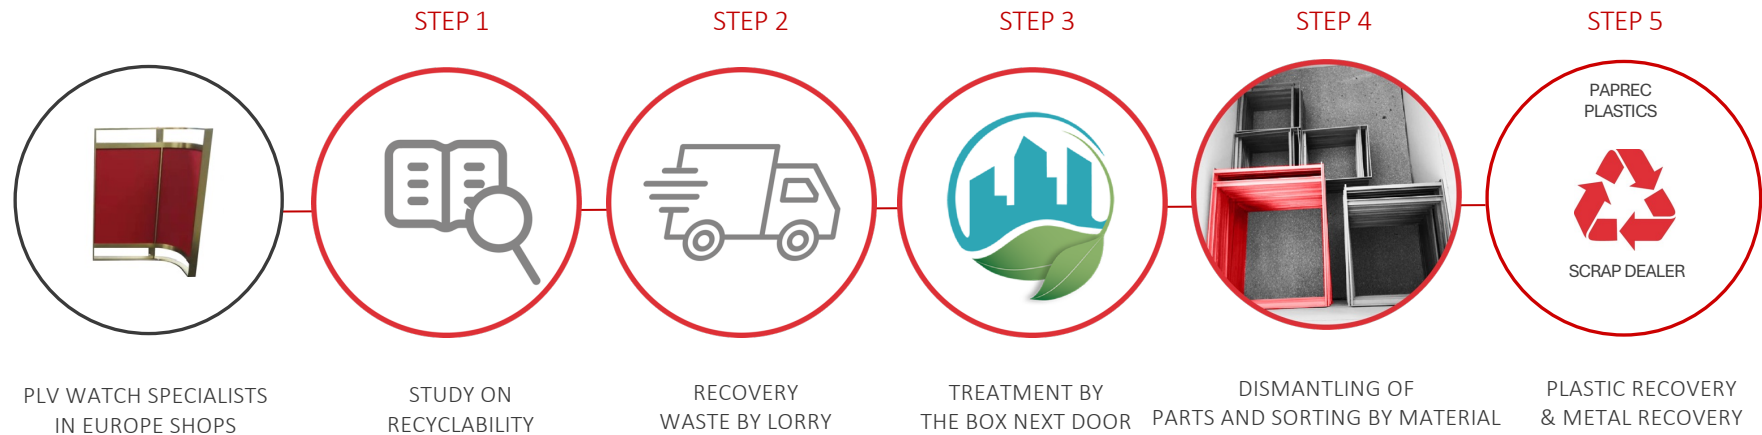 STEP 1
STEP 2
STEP 3
STEP 4
STEP 5
PAPREC
PLASTICS
SCRAP DEALER
PLV WATCH SPECIALISTS
IN EUROPE SHOPS
STUDY ON
RECYCLABILITY
RECOVERY
WASTE BY LORRY
TREATMENT BY
THE BOX NEXT DOOR
DISMANTLING OF
PARTS AND SORTING BY MATERIAL
PLASTIC RECOVERY
& METAL RECOVERY